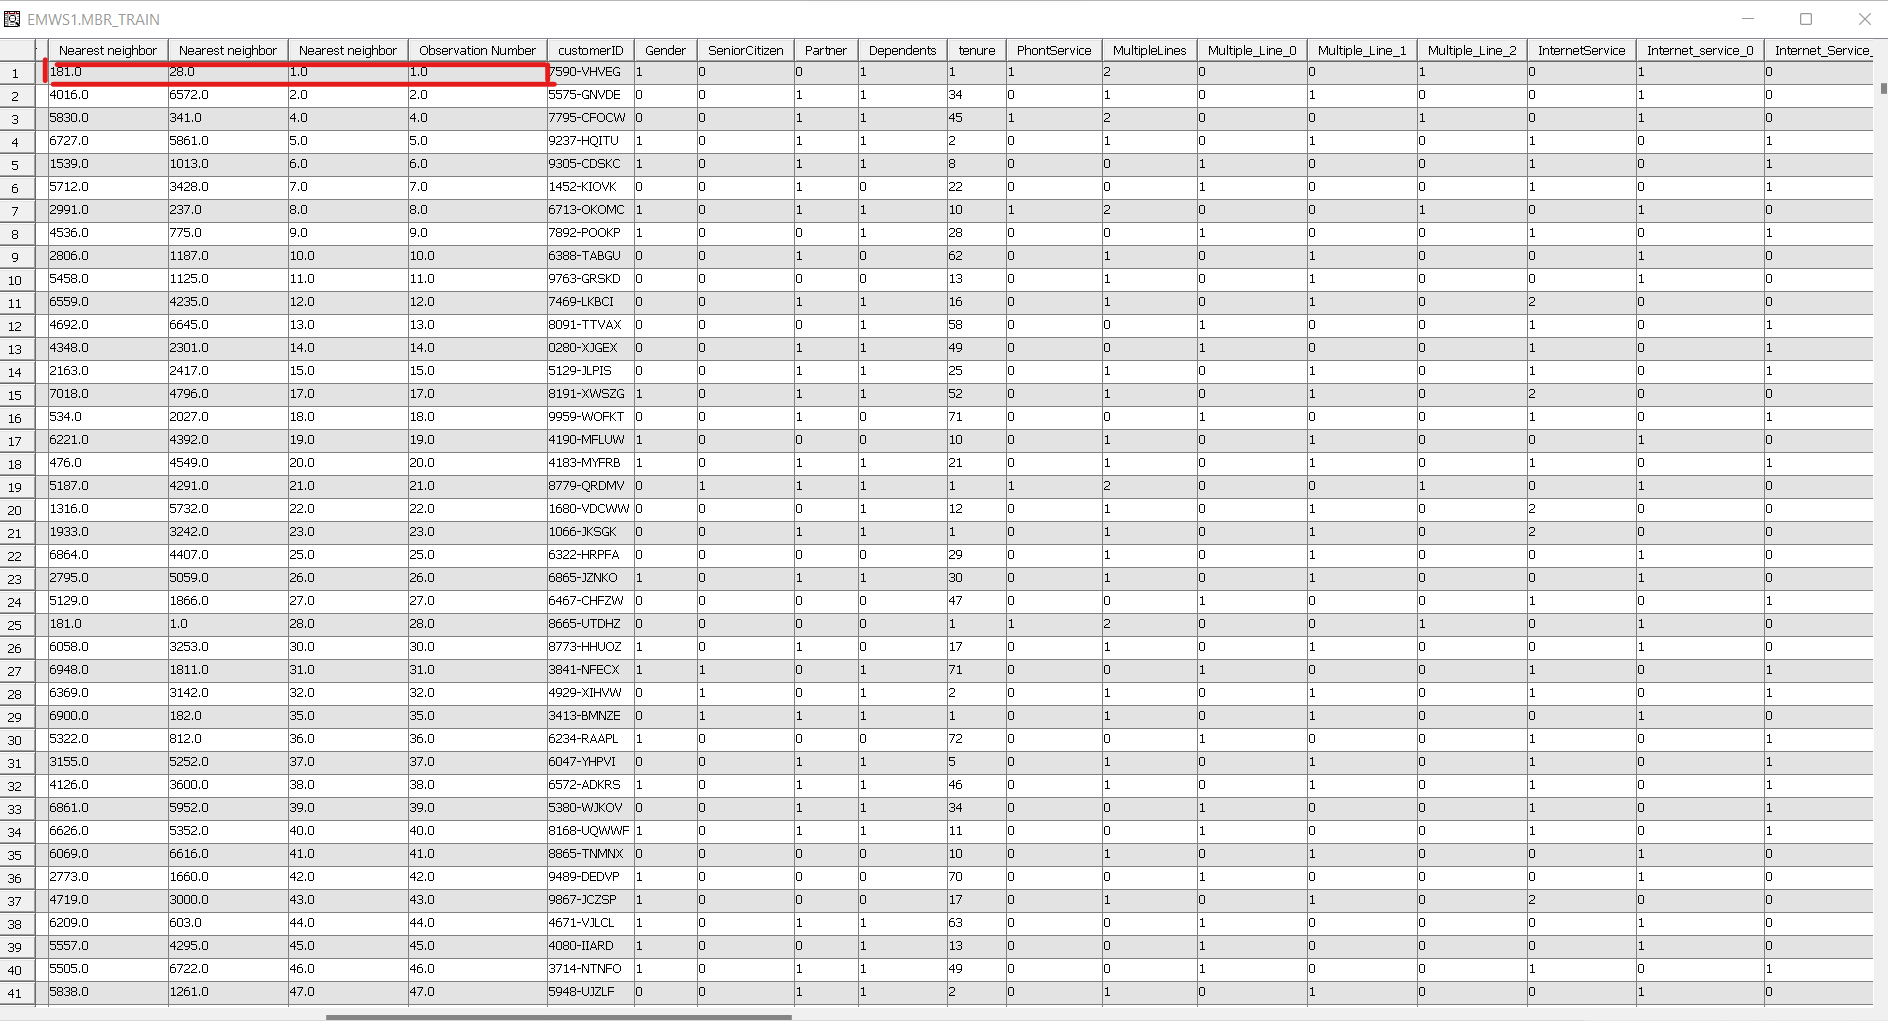 EMWS1.MBR_TRAIN
Nearest neighbor Nearest neighbor Nearest neighbor Observation Number customerID Gender SeniorCitizen Partner Dependents tenure PhontService MultipleLines Multiple_Line_0 Multiple_Line_1 Multiple_Line_2 InternetService Internet_service_0 Internet_Service_
1 181.0 28.0 1.0 1.0 7590-VHVEG 1 0 0 1 1 1 2 0 0 1 0 1 0
2 4016.0 6572.0 2.0 2.0 5575-GNVDE 0 0 1 1 34 0 1 0 1 0 1 0 1
3 5830.0 341.0 4.0 4.0 7795-CFOCW 0 0 1 1 45 1 2 0 0 1 0 1 0
4 6727.0 5861.0 5.0 5.0 9237-HQITU 1 0 1 1 2 0 1 0 1 0 1 0 1
5 1539.0 1013.0 6.0 6.0 9305-CDSKC 1 0 1 1 8 0 0 1 0 0 1 0 1
6 5712.0 3428.0 7.0 7.0 1452-KIOVK 0 0 1 0 22 0 0 1 0 0 1 0 1
7 2991.0 237.0 8.0 8.0 6713-OKOMC 1 0 1 1 10 1 2 0 0 1 0 1 0
8 4536.0 775.0 9.0 9.0 7892-POOKP 1 0 0 1 28 0 0 1 0 0 1 0 1
9 2806.0 1187.0 10.0 10.0 6388-TABGU 0 0 1 0 62 0 1 0 1 0 0 1 0
10 5458.0 1125.0 11.0 11.0 9763-GRSKD 0 0 0 0 13 0 1 0 1 0 0 1 0
11 6559.0 4235.0 12.0 12.0 7469-LKBCI 0 0 1 1 16 0 1 0 1 0 2 0 0
12 4692.0 6645.0 13.0 13.0 8091-TTVAX 0 0 0 1 58 0 0 1 0 0 1 0 1
13 4348.0 2301.0 14.0 14.0 0280-XJGEX 0 0 1 1 49 0 0 1 0 0 1 0 1
14 2163.0 2417.0 15.0 15.0 5129-JLPIS 0 0 1 1 25 0 1 0 1 0 1 0 1
15 7018.0 4796.0 17.0 17.0 8191-XWSZG 1 0 1 1 52 0 1 0 1 0 2 0 0
16 534.0 2027.0 18.0 18.0 9959-WOFKT 0 0 1 0 71 0 0 1 0 0 1 0 1
17 6221.0 4392.0 19.0 19.0 4190-MFLUW 1 0 0 0 10 0 1 0 1 0 0 1 0
18 476.0 4549.0 20.0 20.0 4183-MYFRB 1 0 1 1 21 0 1 0 1 0 1 0 1
19 5187.0 4291.0 21.0 21.0 8779-QRDMV 0 1 1 1 1 1 2 0 0 1 0 1 0
20 1316.0 5732.0 22.0 22.0 1680-VDCWW 0 0 0 1 12 0 1 0 1 0 2 0 0
21 1933.0 3242.0 23.0 23.0 1066-JKSGK 0 0 1 1 1 0 1 0 1 0 2 0 0
22 6864.0 4407.0 25.0 25.0 6322-HRPFA 0 0 0 0 29 0 1 0 1 0 0 1 0
23 2795.0 5059.0 26.0 26.0 6865-JZNKO 1 0 1 1 30 0 1 0 1 0 0 1 0
24 5129.0 1866.0 27.0 27.0 6467-CHFZW 0 0 0 0 47 0 0 1 0 0 1 0 1
25 181.0 1.0 28.0 28.0 8665-UTDHZ 0 0 0 0 1 1 2 0 0 1 0 1 0
26 6058.0 3253.0 30.0 30.0 8773-HHUOZ 1 0 1 0 17 0 1 0 1 0 1 0 1
27 6948.0 1811.0 31.0 31.0 3841-NFECX 1 1 0 1 71 0 0 1 0 0 1 0 1
28 6369.0 3142.0 32.0 32.0 4929-XIHVW 0 1 0 1 2 0 1 0 1 0 1 0 1
29 6900.0 182.0 35.0 35.0 3413-BMNZE 0 1 1 1 1 0 1 0 1 0 0 1 0
30 5322.0 812.0 36.0 36.0 6234-RAAPL 1 0 0 0 72 0 0 1 0 0 1 0 1
31 3155.0 5252.0 37.0 37.0 6047-YHPVI 1 0 1 1 5 0 1 0 1 0 1 0 1
32 4126.0 3600.0 38.0 38.0 6572-ADKRS 1 0 1 1 46 0 1 0 1 0 1 0 1
33 6861.0 5952.0 39.0 39.0 5380-WJKOV 0 0 1 1 34 0 0 1 0 0 1 0 1
34 6626.0 5352.0 40.0 40.0 8168-UQWWF 1 0 1 1 11 0 0 1 0 0 1 0 1
35 6069.0 6616.0 41.0 41.0 8865-TNMNX 0 0 0 0 10 0 1 0 1 0 0 1 0
36 2773.0 1660.0 42.0 42.0 9489-DEDVP 1 0 0 0 70 0 0 1 0 0 0 1 0
37 4719.0 3000.0 43.0 43.0 9867-JCZSP 1 0 0 0 17 0 1 0 1 0 2 0 0
38 6209.0 603.0 44.0 44.0 4671-VJLCL 1 0 1 1 63 0 0 1 0 0 0 1 0
39 5557.0 4295.0 45.0 45.0 4080-IIARD 1 0 0 1 13 0 0 1 0 0 0 1 0
40 5505.0 6722.0 46.0 46.0 3714-NTNFO 1 0 1 1 49 0 0 1 0 0 1 0 1
41 5838.0 1261.0 47.0 47.0 5948-UJZLF 0 0 1 1 2 0 1 0 1 0 0 1 0